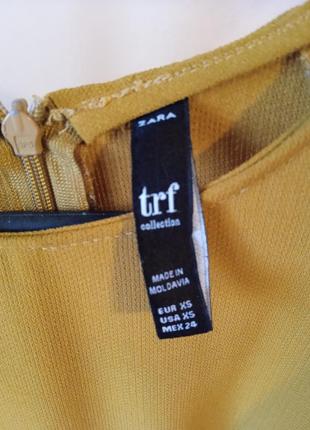 ZARA
trf
collection
MADE IN
MOLDAVIA
EUR XS
USA XS
MEX 24